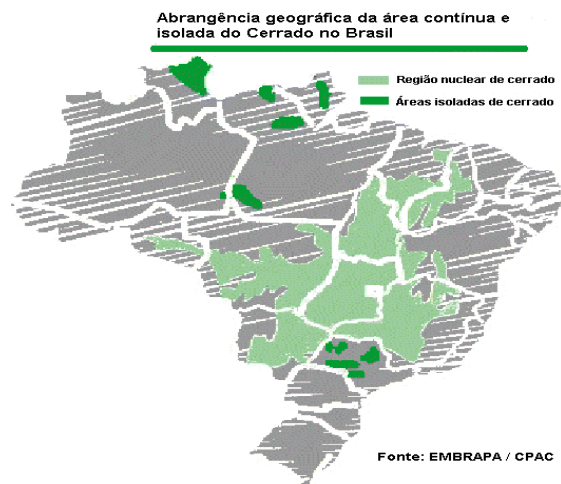 Abrangência geográfica da área contínua e
isolada do Cerrado no Brasil
Região nuclear de cerrado
Áreas isoladas de cerrado
Fonte: EMBRAPA / CPAC